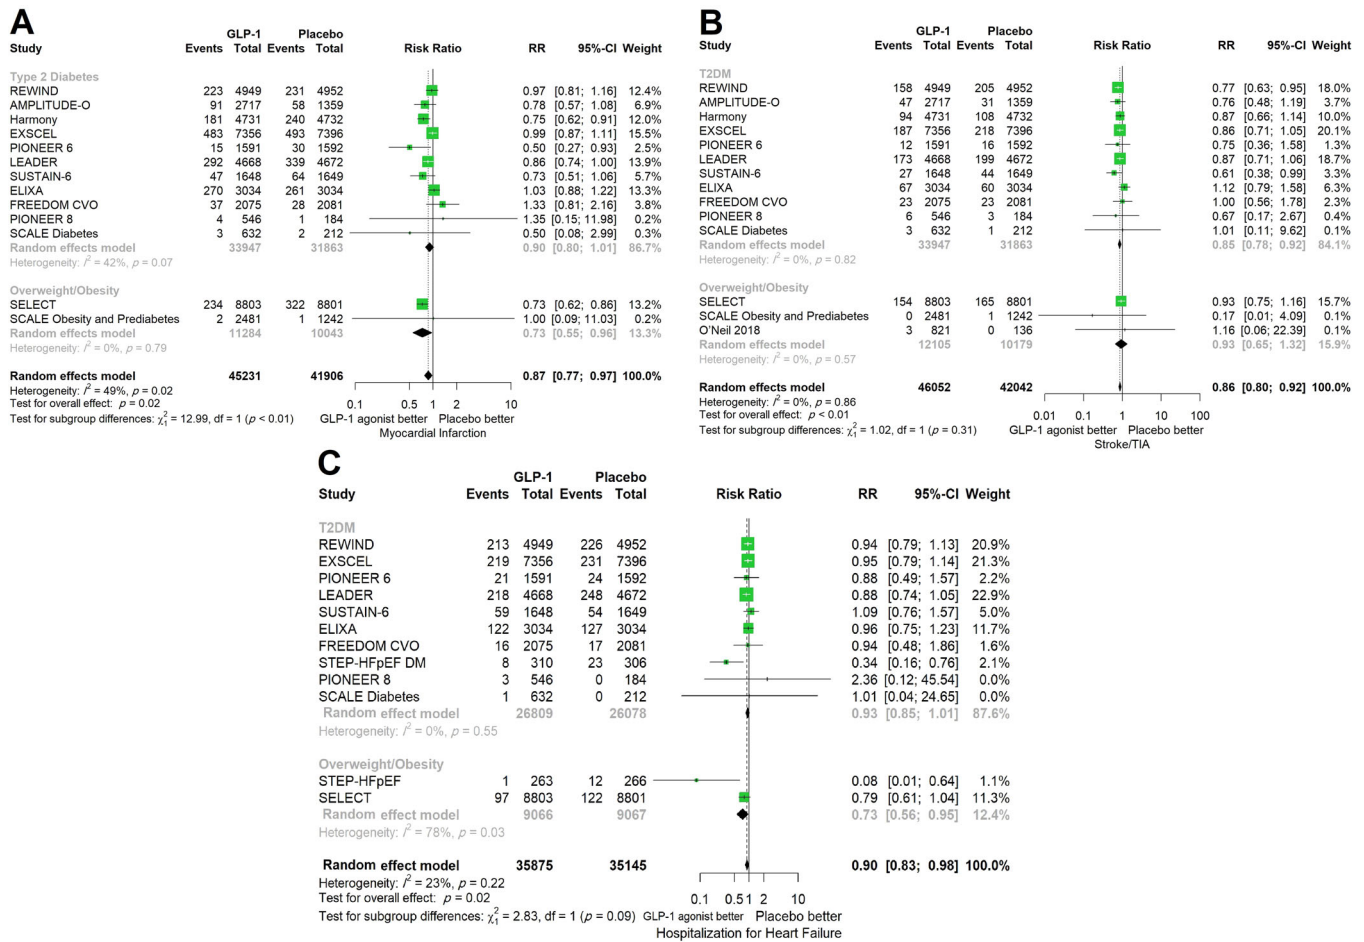 A
GLP-1 Placebo
Study Events Total Events Total Risk Ratio RR 95%-CI Weight
Type 2 Diabetes
REWIND 223 4949 231 4952 0.97 [0.81; 1.16] 12.4%
AMPLITUDE-O 91 2717 58 1359 0.78 [0.57; 1.08] 6.9%
Harmony 181 4731 240 4732 0.75 [0.62; 0.91] 12.0%
EXSCEL 483 7356 493 7396 0.99 [0.87; 1.11] 15.5%
PIONEER 6 15 1591 30 1592 0.50 [0.27; 0.93] 2.5%
LEADER 292 4668 339 4672 0.86 [0.74; 1.00] 13.9%
SUSTAIN-6 47 1648 64 1649 0.73 [0.51; 1.06] 5.7%
ELIXA 270 3034 261 3034 1.03 [0.88; 1.22] 13.3%
FREEDOM CVO 37 2075 28 2081 1.33 [0.81; 2.16] 3.8%
PIONEER 8 4 546 1 184 1.35 [0.15; 11.98] 0.2%
SCALE Diabetes 3 632 2 212 0.50 [0.08; 2.99] 0.3%
Random effects model 33947 31863 0.90 [0.80; 1.01] 86.7%
Heterogeneity: I² = 42%, p = 0.07
Overweight/Obesity
SELECT 234 8803 322 8801 0.73 [0.62; 0.86] 13.2%
SCALE Obesity and Prediabetes 2 2481 1 1242 1.00 [0.09; 11.03] 0.2%
Random effects model 11284 10043 0.73 [0.55; 0.96] 13.3%
Heterogeneity: I² = 0%, p = 0.79
Random effects model 45231 41906 0.87 [0.77; 0.97] 100.0%
Heterogeneity: I² = 49%, p = 0.02
Test for overall effect: p = 0.02
Test for subgroup differences: χ²₁ = 12.99, df = 1 (p < 0.01)
0.1 0.5 1 2 10
GLP-1 agonist better Placebo better
Myocardial Infarction
B
GLP-1 Placebo
Study Events Total Events Total Risk Ratio RR 95%-CI Weight
T2DM
REWIND 158 4949 205 4952 0.77 [0.63; 0.95] 18.0%
AMPLITUDE-O 47 2717 31 1359 0.76 [0.48; 1.19] 3.7%
Harmony 94 4731 108 4732 0.87 [0.66; 1.14] 10.0%
EXSCEL 187 7356 218 7396 0.86 [0.71; 1.05] 20.1%
PIONEER 6 12 1591 16 1592 0.75 [0.36; 1.58] 1.3%
LEADER 173 4668 199 4672 0.87 [0.71; 1.06] 18.7%
SUSTAIN-6 27 1648 44 1649 0.61 [0.38; 0.99] 3.2%
ELIXA 67 3034 60 3034 1.12 [0.79; 1.58] 6.3%
FREEDOM CVO 23 2075 23 2081 1.00 [0.56; 1.78] 2.3%
PIONEER 8 6 546 3 184 0.67 [0.17; 2.67] 0.4%
SCALE Diabetes 3 632 1 212 1.01 [0.11; 9.62] 0.1%
Random effects model 33947 31863 0.85 [0.78; 0.92] 84.1%
Heterogeneity: I² = 0%, p = 0.82
Overweight/Obesity
SELECT 154 8803 165 8801 0.93 [0.75; 1.16] 15.7%
SCALE Obesity and Prediabetes 0 2481 1 1242 0.17 [0.01; 4.09] 0.1%
O'Neil 2018 3 821 0 136 1.16 [0.06; 22.39] 0.1%
Random effects model 12105 10179 0.93 [0.65; 1.32] 15.9%
Heterogeneity: I² = 0%, p = 0.57
Random effects model 46052 42042 0.86 [0.80; 0.92] 100.0%
Heterogeneity: I² = 0%, p = 0.86
Test for overall effect: p < 0.01
Test for subgroup differences: χ²₁ = 1.02, df = 1 (p = 0.31)
0.01 0.1 1 10 100
GLP-1 agonist better Placebo better
Stroke/TIA
C
GLP-1 Placebo
Study Events Total Events Total Risk Ratio RR 95%-CI Weight
T2DM
REWIND 213 4949 226 4952 0.94 [0.79; 1.13] 20.9%
EXSCEL 219 7356 231 7396 0.95 [0.79; 1.14] 21.3%
PIONEER 6 21 1591 24 1592 0.88 [0.49; 1.57] 2.2%
LEADER 218 4668 248 4672 0.88 [0.74; 1.05] 22.9%
SUSTAIN-6 59 1648 54 1649 1.09 [0.76; 1.57] 5.0%
ELIXA 122 3034 127 3034 0.96 [0.75; 1.23] 11.7%
FREEDOM CVO 16 2075 17 2081 0.94 [0.48; 1.86] 1.6%
STEP-HFpEF DM 8 310 23 306 0.34 [0.16; 0.76] 2.1%
PIONEER 8 3 546 0 184 2.36 [0.12; 45.54] 0.0%
SCALE Diabetes 1 632 0 212 1.01 [0.04; 24.65] 0.0%
Random effect model 26809 26078 0.93 [0.85; 1.01] 87.6%
Heterogeneity: I² = 0%, p = 0.55
Overweight/Obesity
STEP-HFpEF 1 263 12 266 0.08 [0.01; 0.64] 1.1%
SELECT 97 8803 122 8801 0.79 [0.61; 1.04] 11.3%
Random effect model 9066 9067 0.73 [0.56; 0.95] 12.4%
Heterogeneity: I² = 78%, p = 0.03
Random effect model 35875 35145 0.90 [0.83; 0.98] 100.0%
Heterogeneity: I² = 23%, p = 0.22
Test for overall effect: p = 0.02
Test for subgroup differences: χ²₁ = 2.83, df = 1 (p = 0.09)
0.1 0.5 1 2 10
GLP-1 agonist better Placebo better
Hospitalization for Heart Failure